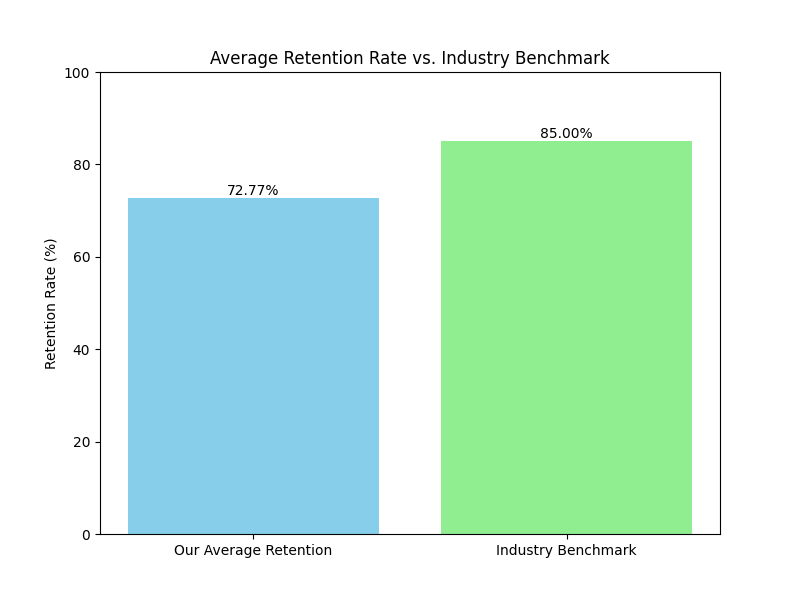 Average Retention Rate vs. Industry Benchmark
100
80
60
40
20
0
Retention Rate (%)
72.77%
85.00%
Our Average Retention
Industry Benchmark